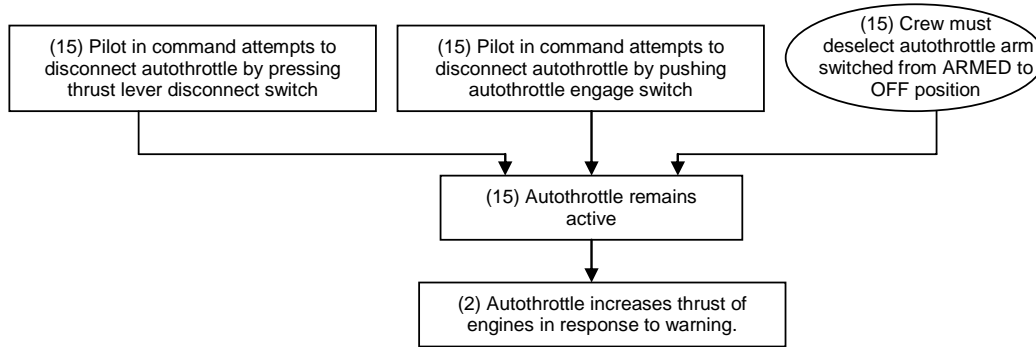 (15) Pilot in command attempts to
disconnect autothrottle by pressing
thrust lever disconnect switch
(15) Pilot in command attempts to
disconnect autothrottle by pushing
autothrottle engage switch
(15) Crew must
deselect autothrottle arm
switched from ARMED to
OFF position
(15) Autothrottle remains
active
(2) Autothrottle increases thrust of
engines in response to warning.